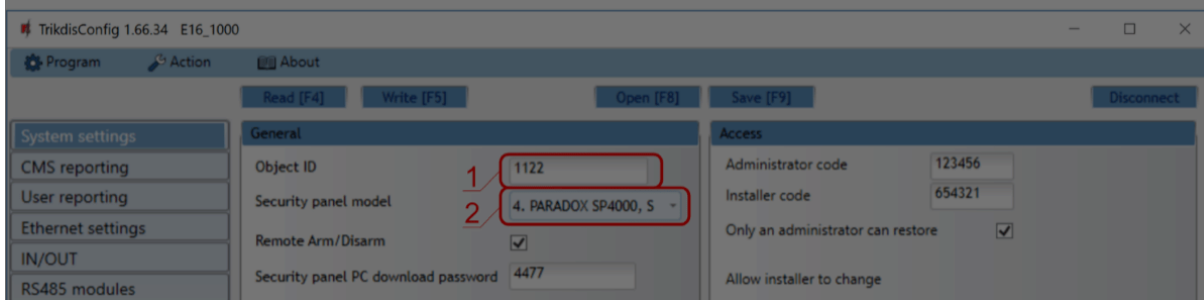 TrikdisConfig 1.66.34 E16_1000
Program Action About
Read [F4] Write [F5] Open [F8] Save [F9] Disconnect
System settings
CMS reporting
User reporting
Ethernet settings
IN/OUT
RS485 modules
General
Object ID 1 1122
Security panel model 2 4. PARADOX SP4000, S
Remote Arm/Disarm
Security panel PC download password 4477
Access
Administrator code 123456
Installer code 654321
Only an administrator can restore
Allow installer to change